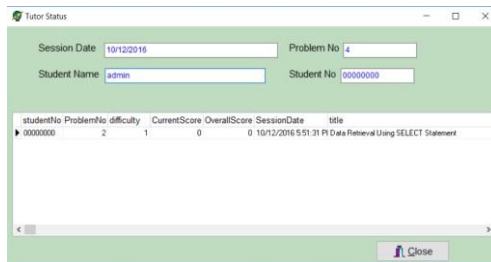 Tutor Status
Session Date 10/12/2016 Problem No 4
Student Name admin Student No 00000000
studentNo ProblemNo difficulty CurrentScore OverallScore SessionDate title
00000000 2 1 0 0 10/12/2016 5:51:31 PI Data Retrieval Using SELECT Statement
Close